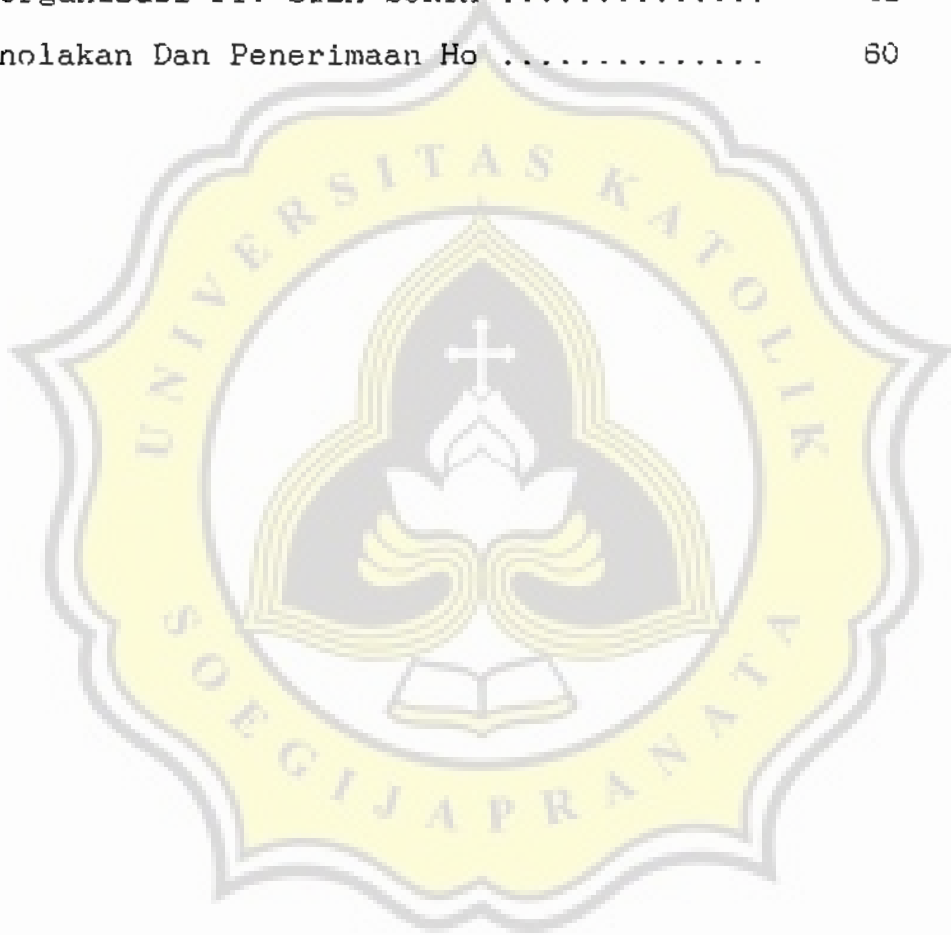 nolakan Dan Penerimaan Ho .............. 60
UNIVERSITAS KATOLIK
SOEGIJAPRANATA